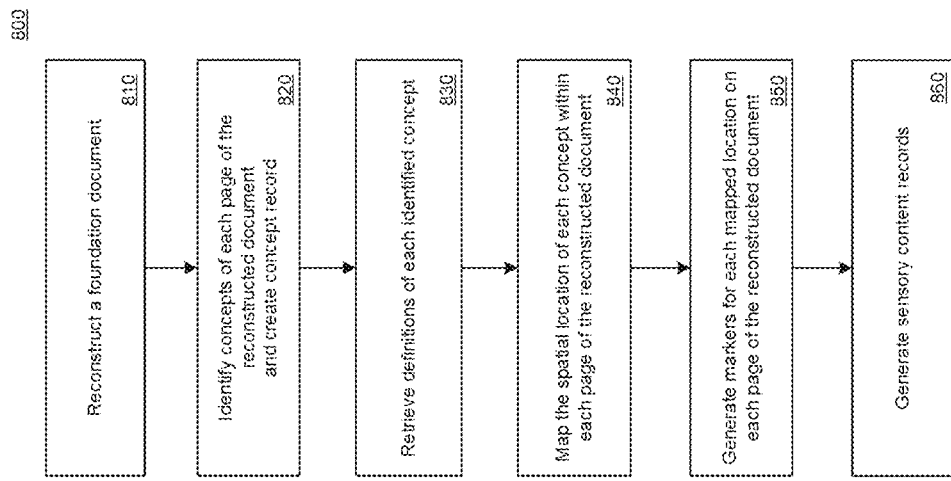 800
Reconstruct a foundation document
810
Identify concepts of each page of the
reconstructed document
and create concept record
820
Retrieve definitions of each identified concept
830
Map the spatial location of each concept within
each page of the reconstructed document
840
Generate markers for each mapped location on
each page of the reconstructed document
850
Generate sensory content records
860